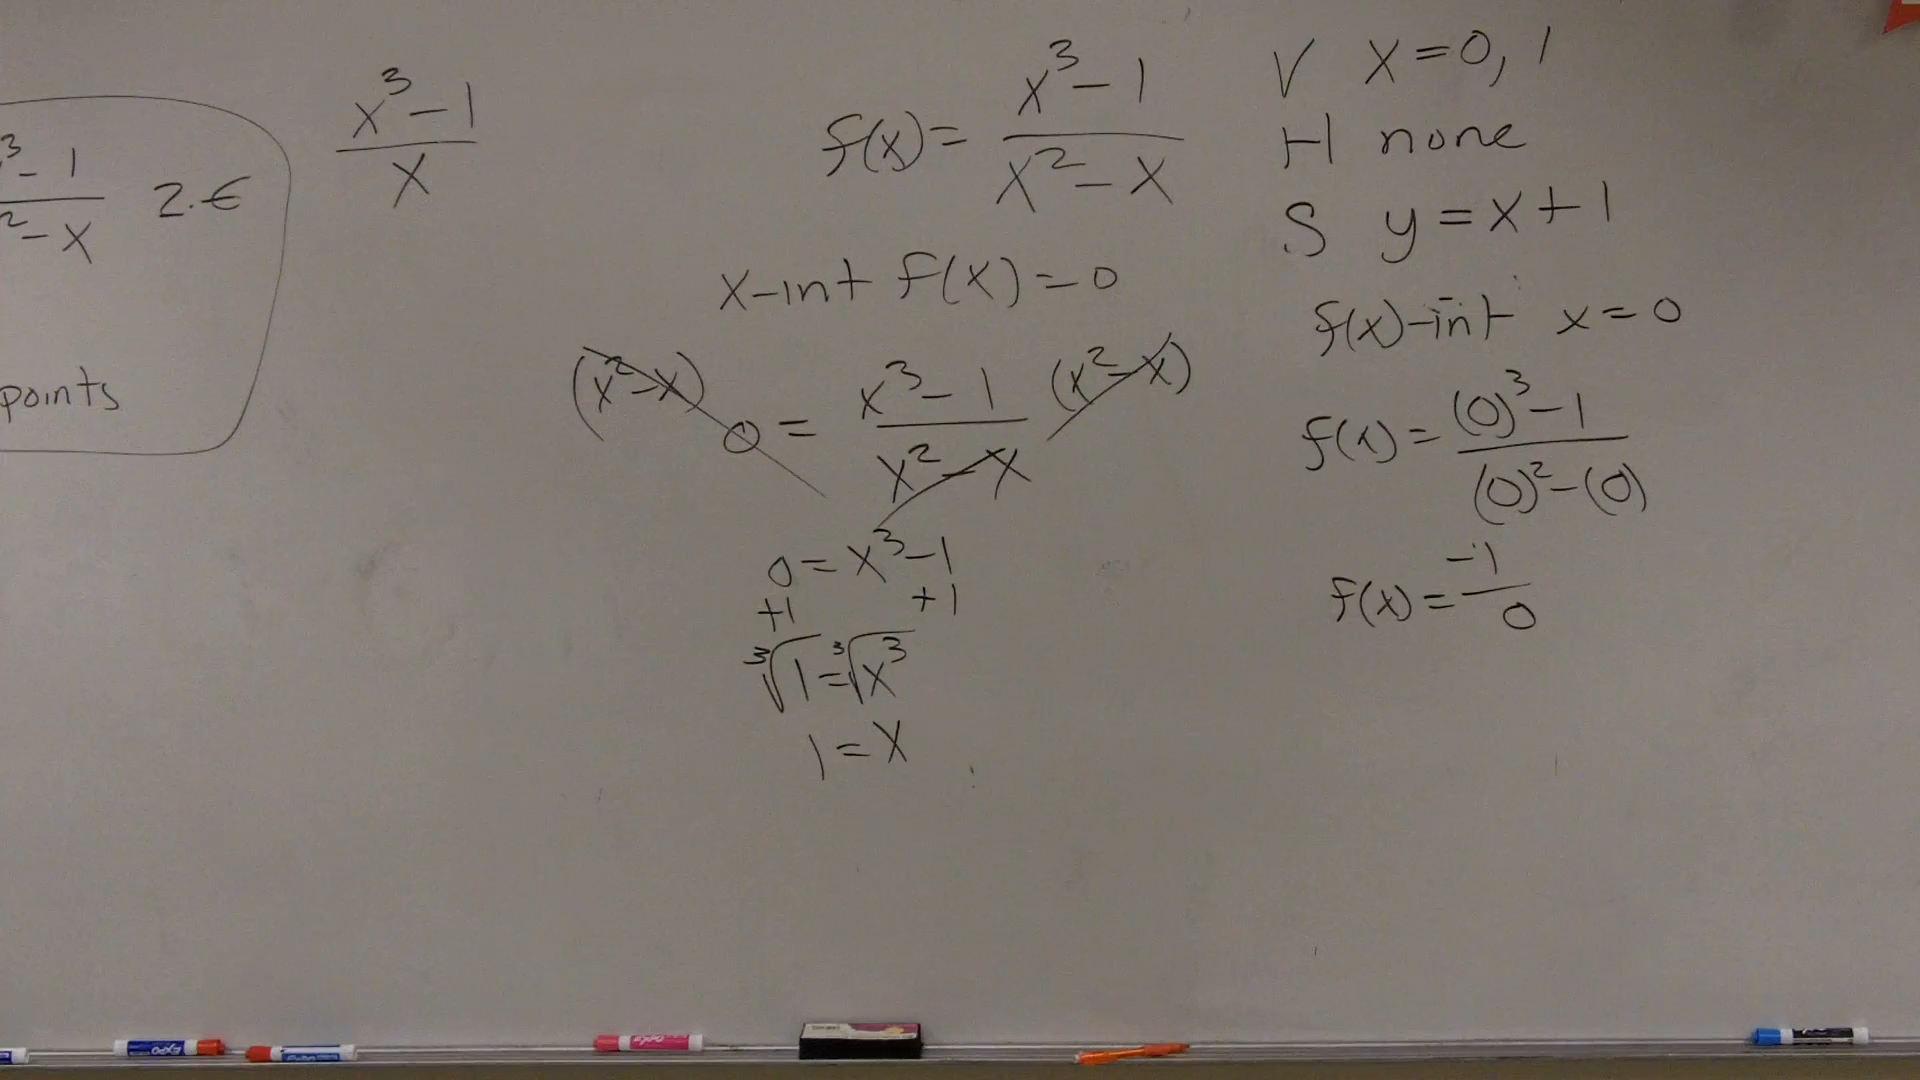 ³-1
²-x
2.€
points
x³-1
x
f(x)= x³-1
x²-x
x-int f(x)=0
(x²-x) 0= x³-1 (x²-x)
x²-x
0=x³-1
+1 +1
∛1=∛x³
1=x
V x=0, 1
H none
S y=x+1
f(x)-int x=0
f(x)= (0)³-1
(0)²-(0)
f(x)= -1
0
EXPO